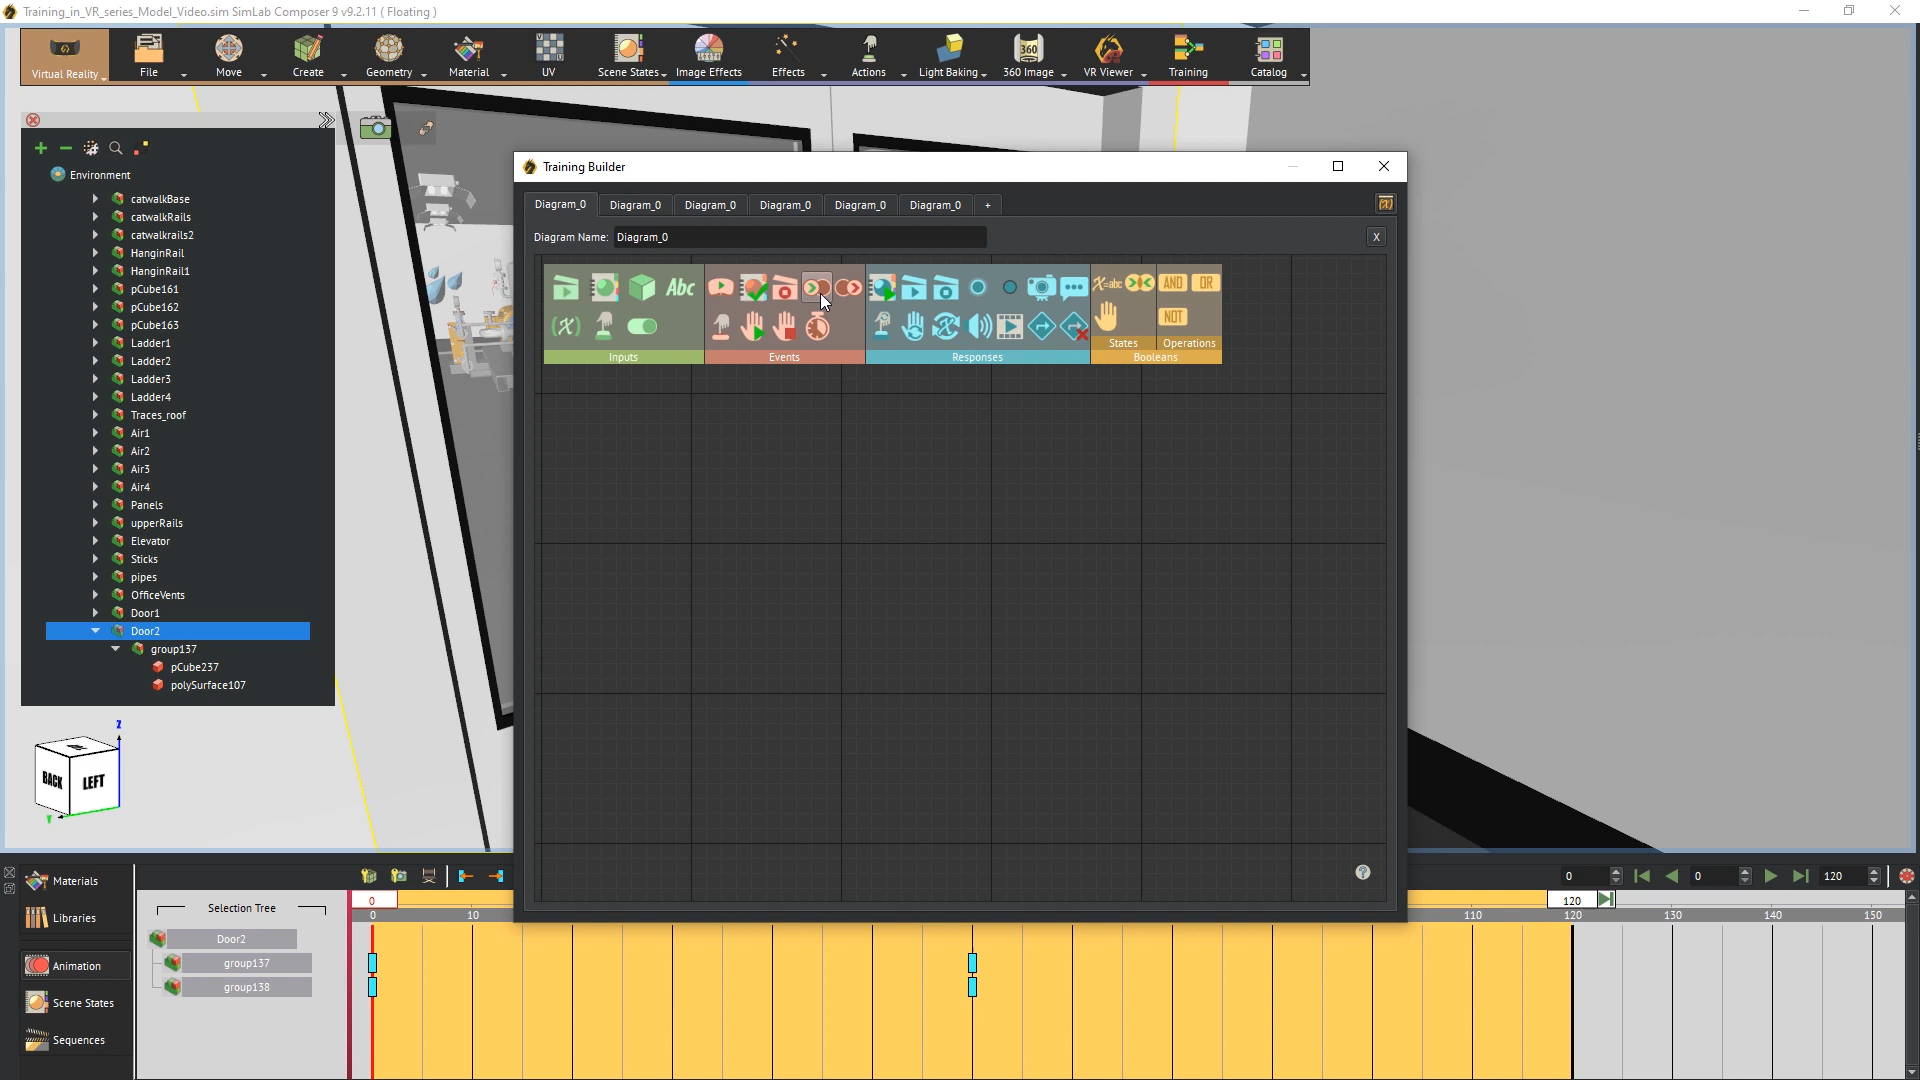 Training_in_VR_series_Model_Video.sim SimLab Composer 9 v9.2.11 ( Floating )
Virtual Reality
File
Move
Create
Geometry
Material
UV
Scene States
Image Effects
Effects
Actions
Light Baking
360 Image
VR Viewer
Training
Catalog
360
Environment
catwalkBase
catwalkRails
catwalkrails2
HanginRail
HanginRail1
pCube161
pCube162
pCube163
Ladder1
Ladder2
Ladder3
Ladder4
Traces_roof
Air1
Air2
Air3
Air4
Panels
upperRails
Elevator
Sticks
pipes
OfficeVents
Door1
Door2
group137
pCube237
polySurface107
Z
BACK
LEFT
Y
Training Builder
Diagram_0
Diagram_0
Diagram_0
Diagram_0
Diagram_0
Diagram_0
+
(x)
Diagram Name: Diagram_0
X
Abc
(x)
X=abc
AND
OR
NOT
States
Operations
Inputs
Events
Responses
Booleans
?
Materials
Libraries
Animation
Scene States
Sequences
Selection Tree
Door2
group137
group138
0
0
120
0
120
0
10
110
120
130
140
150